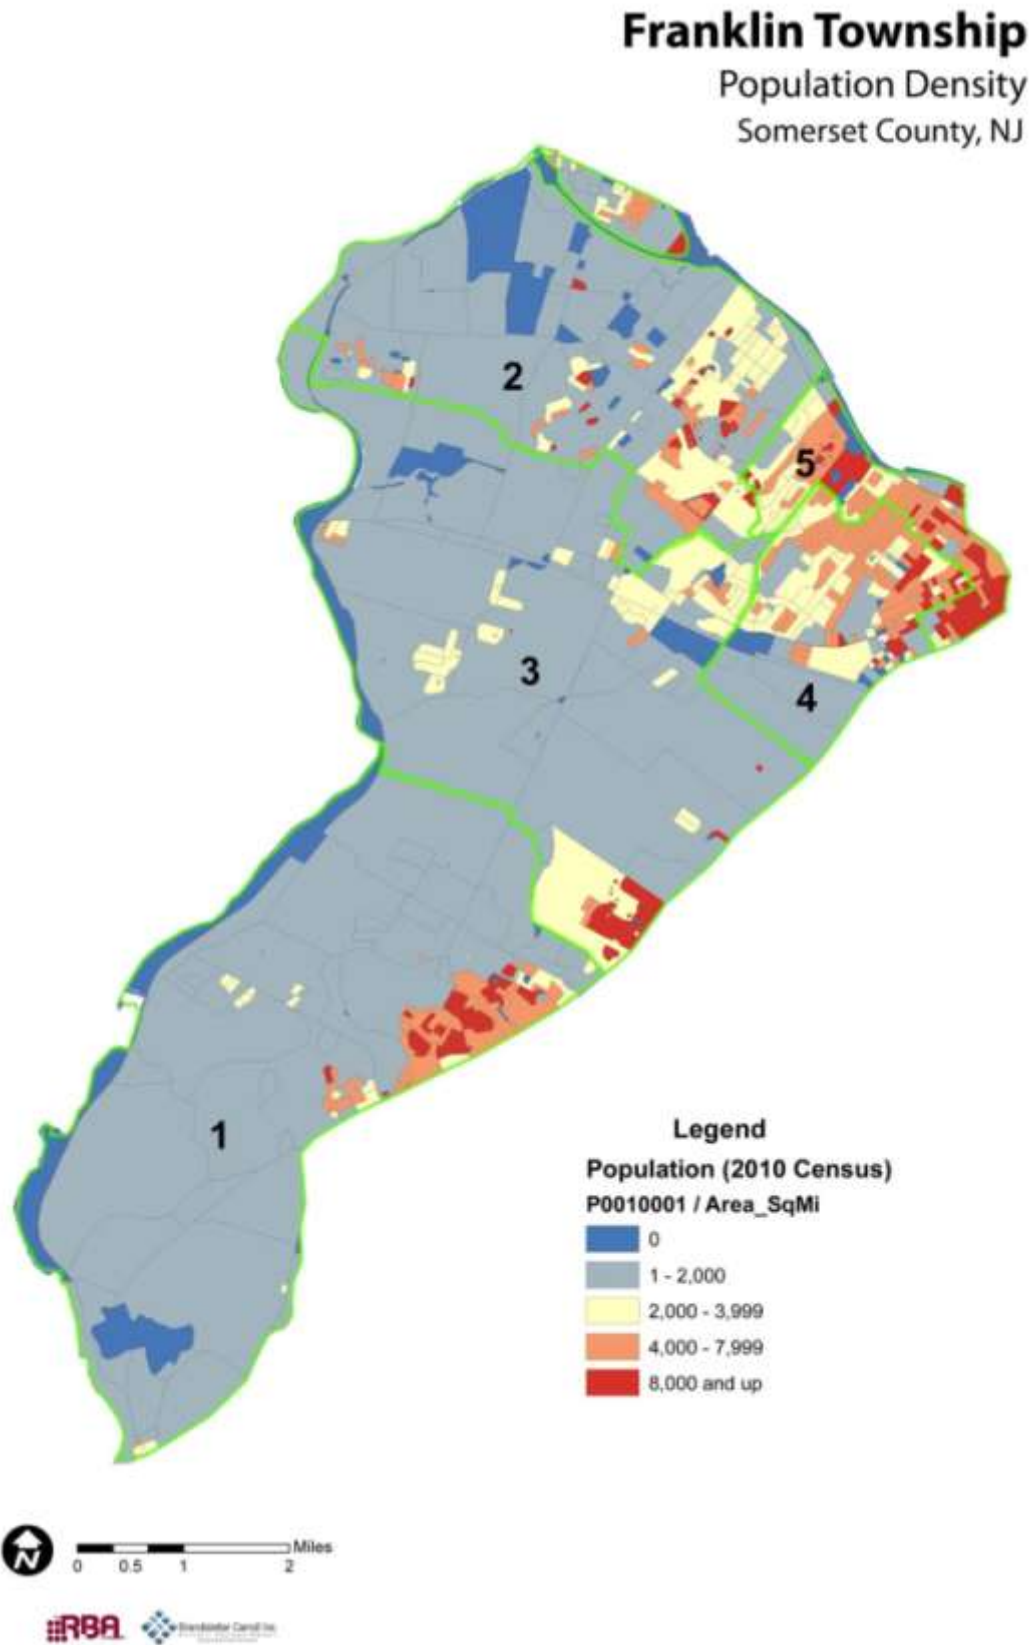 Franklin Township
Population Density
Somerset County, NJ
2
5
3
4
1
Legend
Population (2010 Census)
P0010001 / Area_SqMi
0
1 - 2,000
2,000 - 3,999
4,000 - 7,999
8,000 and up
N
Miles
0 0.5 1 2
RBA